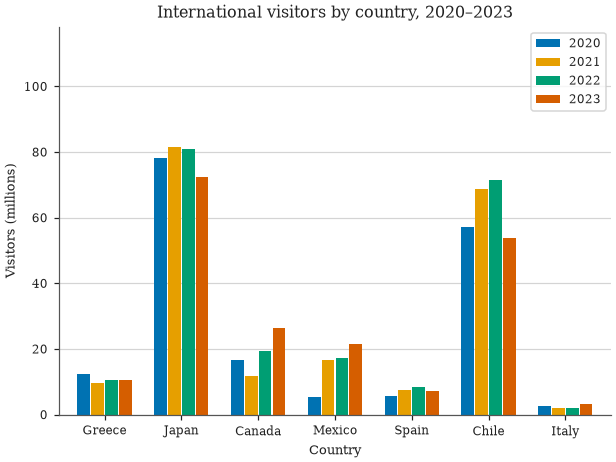 International visitors by country, 2020–2023
2020
2021
2022
2023
Visitors (millions)
100
80
60
40
20
0
Greece
Japan
Canada
Mexico
Spain
Chile
Italy
Country